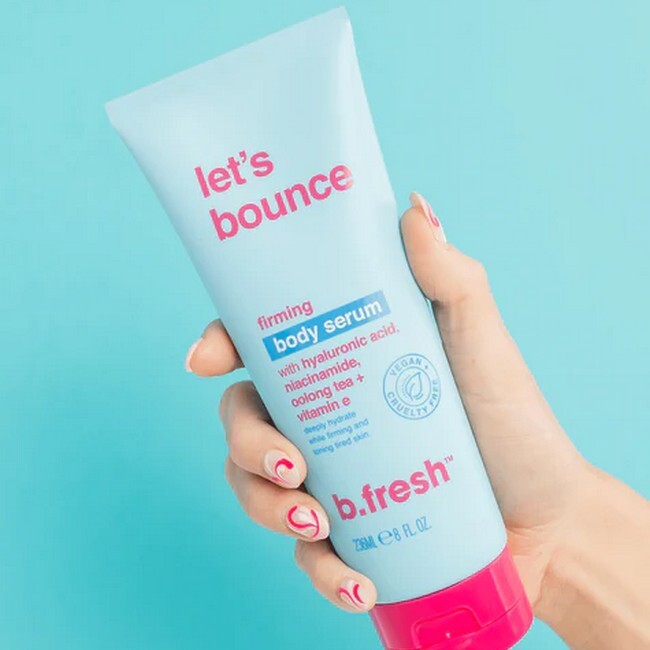 let's
bounce
firming
body serum
with hyaluronic acid,
niacinamide,
oolong tea +
vitamin e
deeply hydrate
while firming and
toning tired skin.
VEGAN +
CRUELTY FREE
b.fresh™
236ML ℮ 8 FL. OZ.